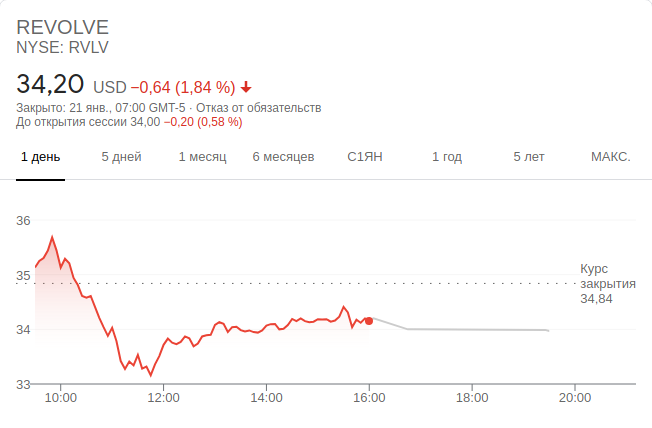 REVOLVE
NYSE: RVLV
34,20 USD −0,64 (1,84 %)
Закрыто: 21 янв., 07:00 GMT-5 · Отказ от обязательств
До открытия сессии 34,00 −0,20 (0,58 %)
1 день 5 дней 1 месяц 6 месяцев С1ЯН 1 год 5 лет МАКС.
36
35
34
33
Курс
закрытия
34,84
10:00 12:00 14:00 16:00 18:00 20:00